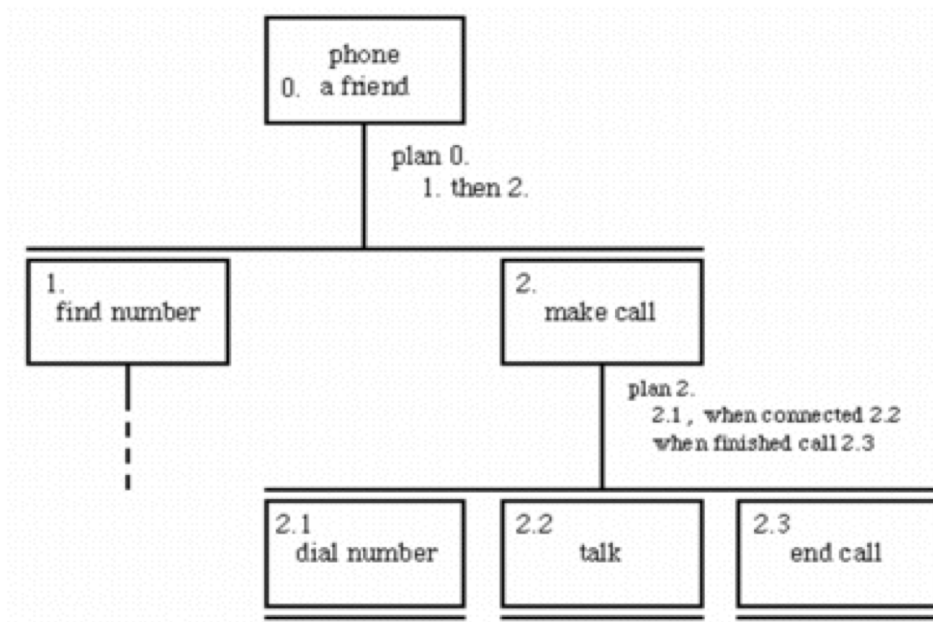 phone
0. a friend
plan 0.
1. then 2.
1.
find number
2.
make call
plan 2.
2.1 , when connected 2.2
when finished call 2.3
2.1
dial number
2.2
talk
2.3
end call